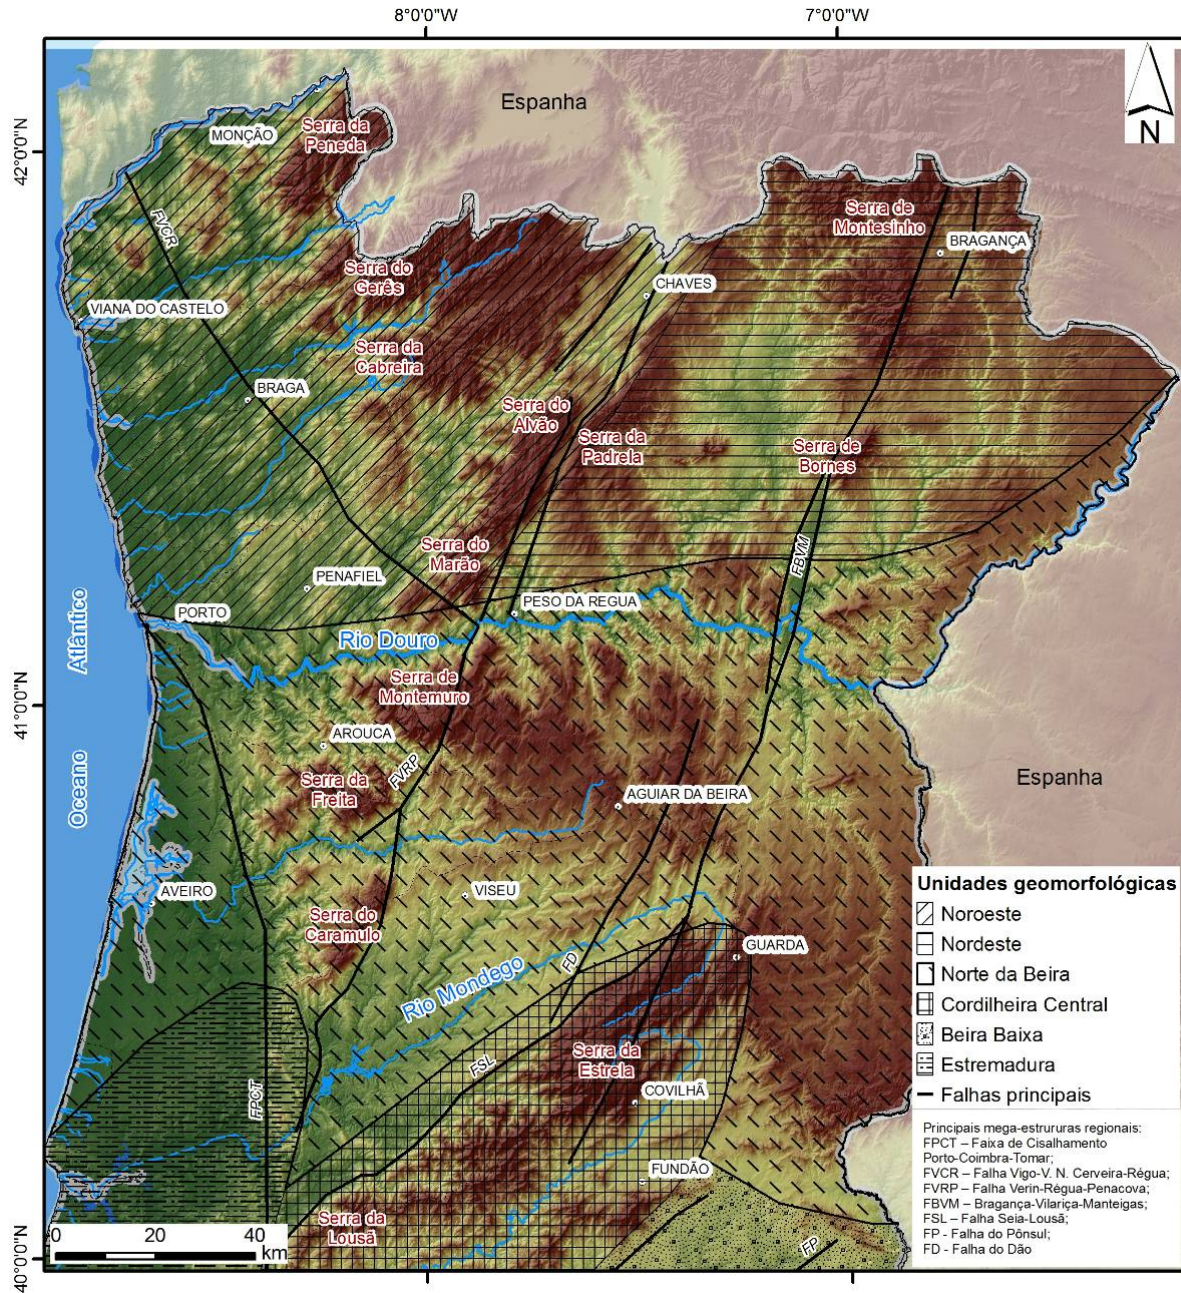 8°0'0"W
7°0'0"W
Espanha
N
42°0'0"N
MONÇÃO
Serra da
Peneda
FVCR
Serra de
Montesinho
BRAGANÇA
Serra do
Gerês
CHAVES
VIANA DO CASTELO
Serra da
Cabreira
BRAGA
Serra do
Alvão
Serra da
Padrela
Serra de
Bornes
Serra do
Marão
FBVM
PENAFIEL
PORTO
PESO DA REGUA
Rio Douro
Oceano Atlântico
Serra de
Montemuro
41°0'0"N
AROUCA
FVRP
Serra da
Freita
AGUIAR DA BEIRA
Espanha
AVEIRO
VISEU
Serra do
Caramulo
GUARDA
FD
Rio Mondego
FSL
Serra da
Estrela
COVILHÃ
FPCT
FUNDÃO
Serra da
Lousã
FP
40°0'0"N
0 20 40
km
Unidades geomorfológicas
Noroeste
Nordeste
Norte da Beira
Cordilheira Central
Beira Baixa
Estremadura
Falhas principais
Principais mega-estrururas regionais:
FPCT – Faixa de Cisalhamento
Porto-Coimbra-Tomar;
FVCR – Falha Vigo-V. N. Cerveira-Régua;
FVRP – Falha Verin-Régua-Penacova;
FBVM – Bragança-Vilariça-Manteigas;
FSL – Falha Seia-Lousã;
FP - Falha do Pônsul;
FD - Falha do Dão